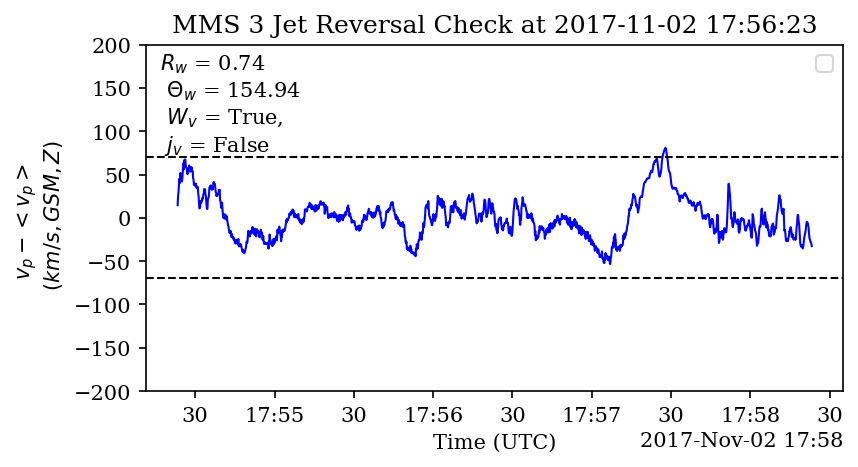 MMS 3 Jet Reversal Check at 2017-11-02 17:56:23
200
150
100
50
0
−50
−100
−150
−200
v_p − <v_p>
(km/s, GSM, Z)
R_w = 0.74
Θ_w = 154.94
W_v = True,
j_v = False
30 17:55 30 17:56 30 17:57 30 17:58 30
Time (UTC)
2017-Nov-02 17:58